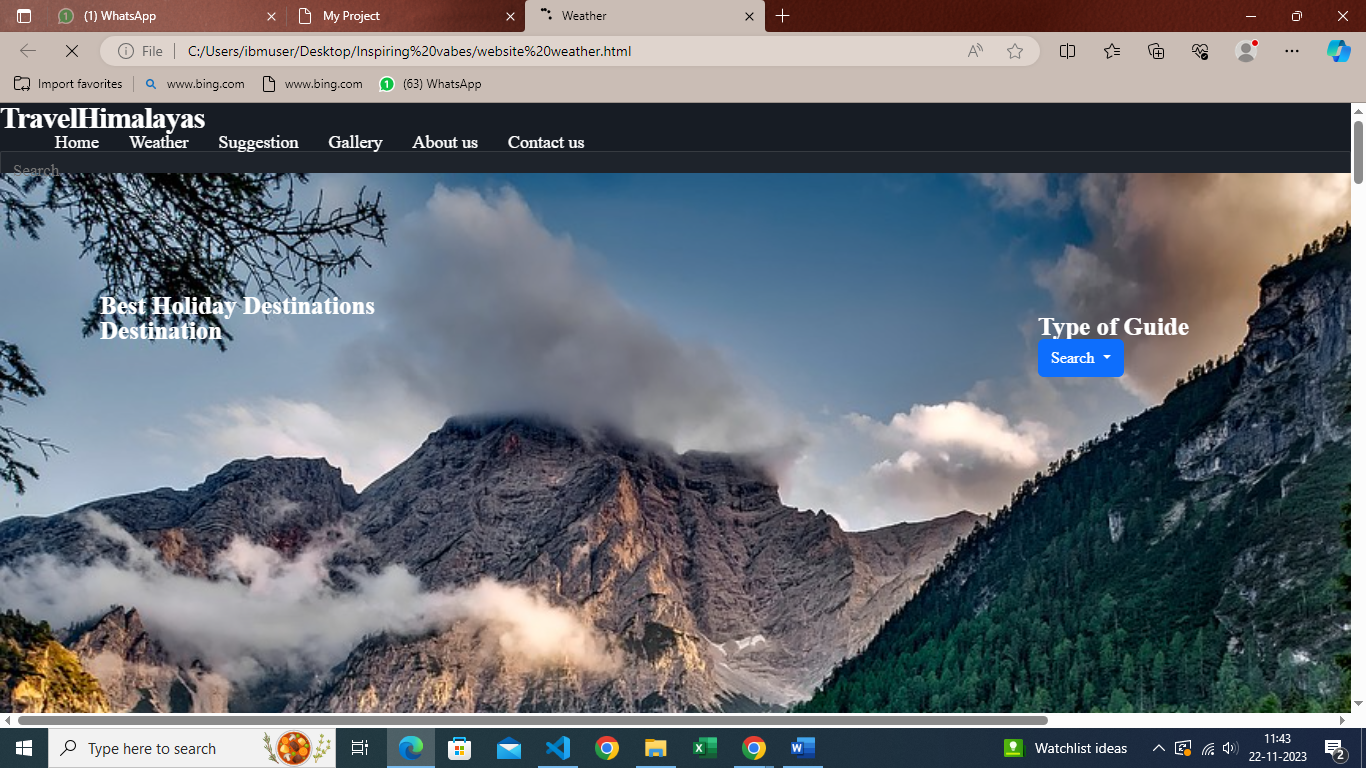 (1) WhatsApp
My Project
Weather
File
C:/Users/ibmuser/Desktop/Inspiring%20vabes/website%20weather.html
Import favorites
www.bing.com
www.bing.com
(63) WhatsApp
TravelHimalayas
Home Weather Suggestion Gallery About us Contact us
Search
Best Holiday Destinations
Destination
Type of Guide
Search
Type here to search
Watchlist ideas
11:43
22-11-2023
2